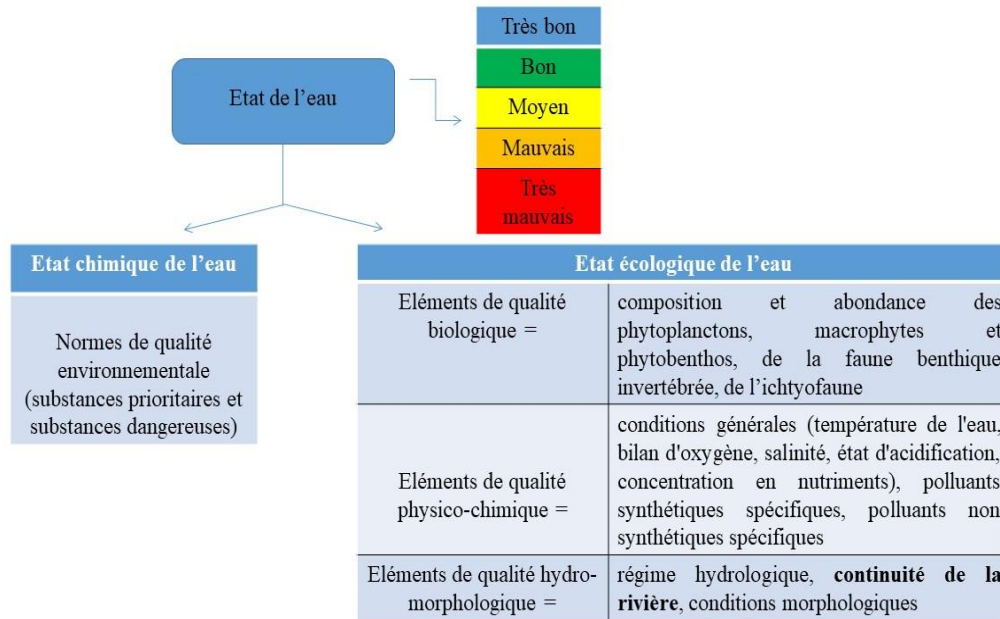 Très bon
Bon
Etat de l’eau
Moyen
Mauvais
Très
mauvais
Etat chimique de l’eau
Normes de qualité
environnementale
(substances prioritaires et
substances dangereuses)
Etat écologique de l’eau
Eléments de qualité
biologique =
composition et abondance des
phytoplanctons, macrophytes et
phytobenthos, de la faune benthique
invertébrée, de l’ichtyofaune
Eléments de qualité
physico-chimique =
conditions générales (température de l'eau,
bilan d'oxygène, salinité, état d'acidification,
concentration en nutriments), polluants
synthétiques spécifiques, polluants non
synthétiques spécifiques
Eléments de qualité hydro-
morphologique =
régime hydrologique, continuité de la
rivière, conditions morphologiques